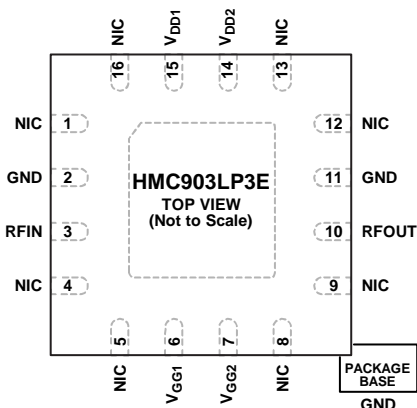 NIC
VDD1
VDD2
NIC
16
15
14
13
NIC 1
12 NIC
GND 2
11 GND
RFIN 3
10 RFOUT
NIC 4
9 NIC
HMC903LP3E
TOP VIEW
(Not to Scale)
5
6
7
8
NIC
VGG1
VGG2
NIC
PACKAGE
BASE
GND